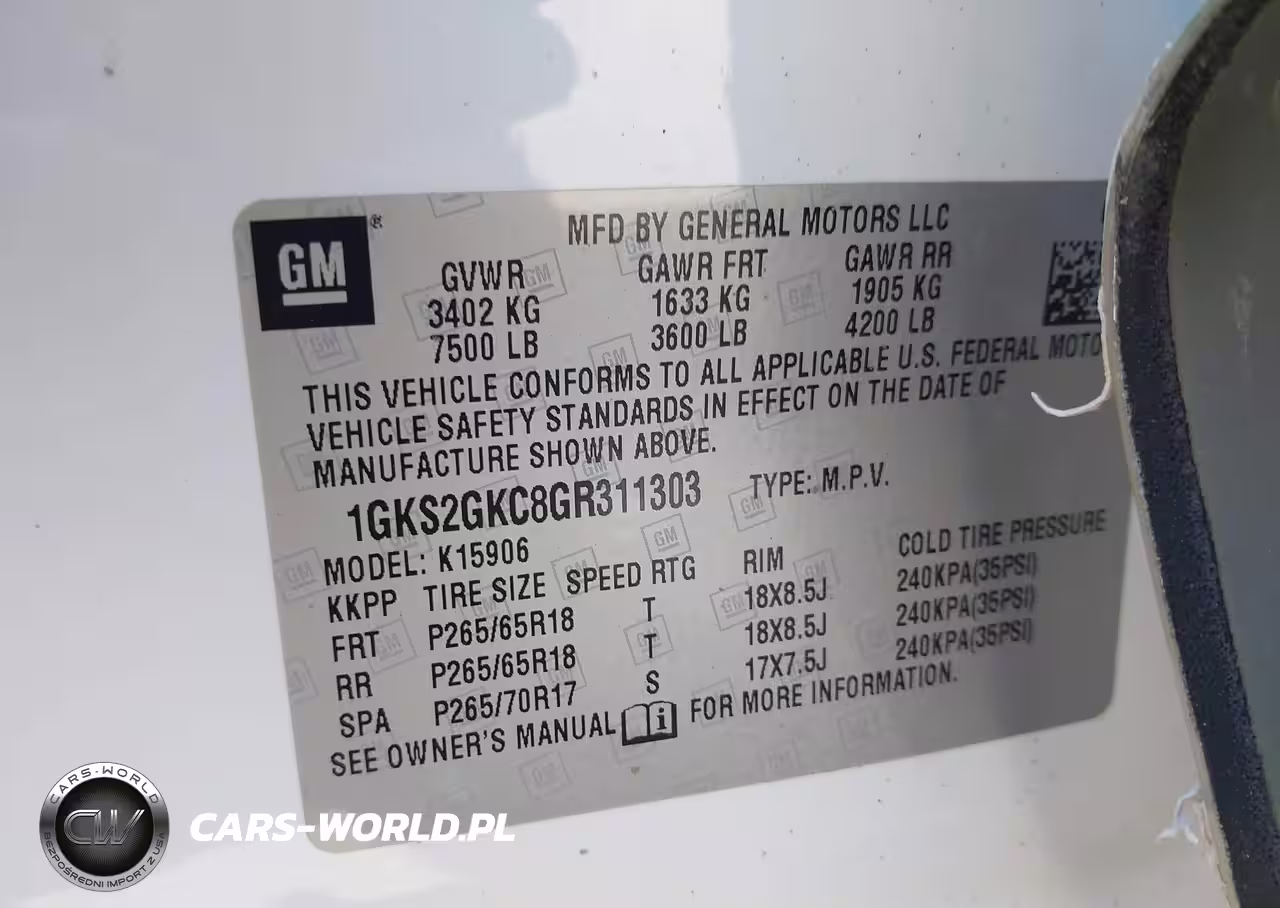 GM ®
MFD BY GENERAL MOTORS LLC
GVWR GAWR FRT GAWR RR
3402 KG 1633 KG 1905 KG
7500 LB 3600 LB 4200 LB
THIS VEHICLE CONFORMS TO ALL APPLICABLE U.S. FEDERAL MOTO
VEHICLE SAFETY STANDARDS IN EFFECT ON THE DATE OF
MANUFACTURE SHOWN ABOVE.
1GKS2GKC8GR311303 TYPE: M.P.V.
MODEL: K15906
KKPP TIRE SIZE SPEED RTG RIM COLD TIRE PRESSURE
FRT P265/65R18 T 18X8.5J 240KPA(35PSI)
RR P265/65R18 T 18X8.5J 240KPA(35PSI)
SPA P265/70R17 S 17X7.5J 240KPA(35PSI)
SEE OWNER'S MANUAL i FOR MORE INFORMATION.
CARS-WORLD
CW
BEZPOŚREDNI IMPORT Z USA
CARS-WORLD.PL